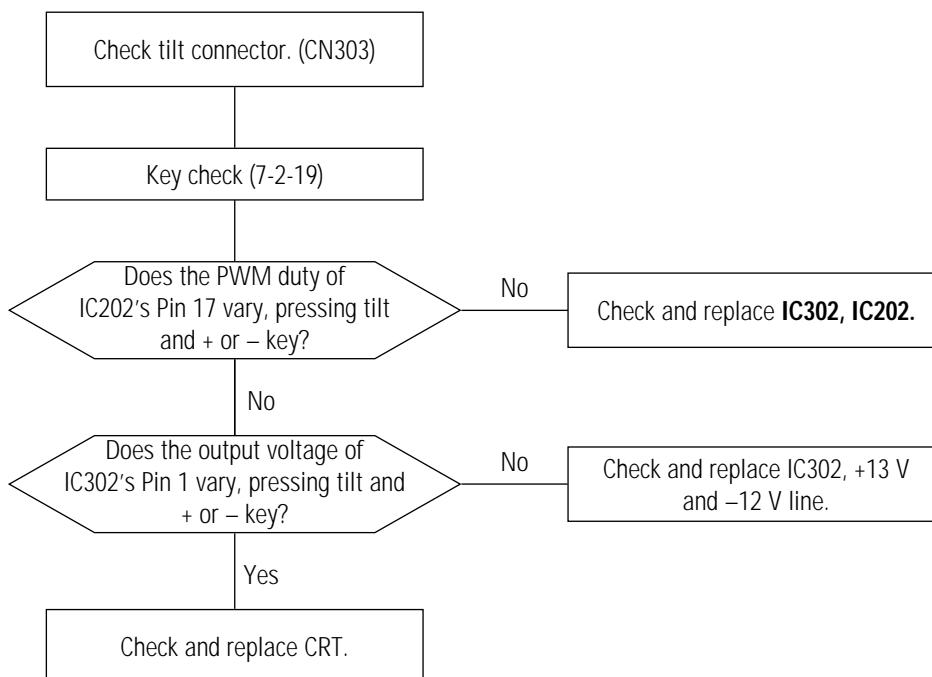 Check tilt connector. (CN303)
Key check (7-2-19)
Does the PWM duty of
IC202's Pin 17 vary, pressing tilt
and + or – key?
No
Check and replace IC302, IC202.
No
Does the output voltage of
IC302's Pin 1 vary, pressing tilt and
+ or – key?
No
Check and replace IC302, +13 V
and –12 V line.
Yes
Check and replace CRT.